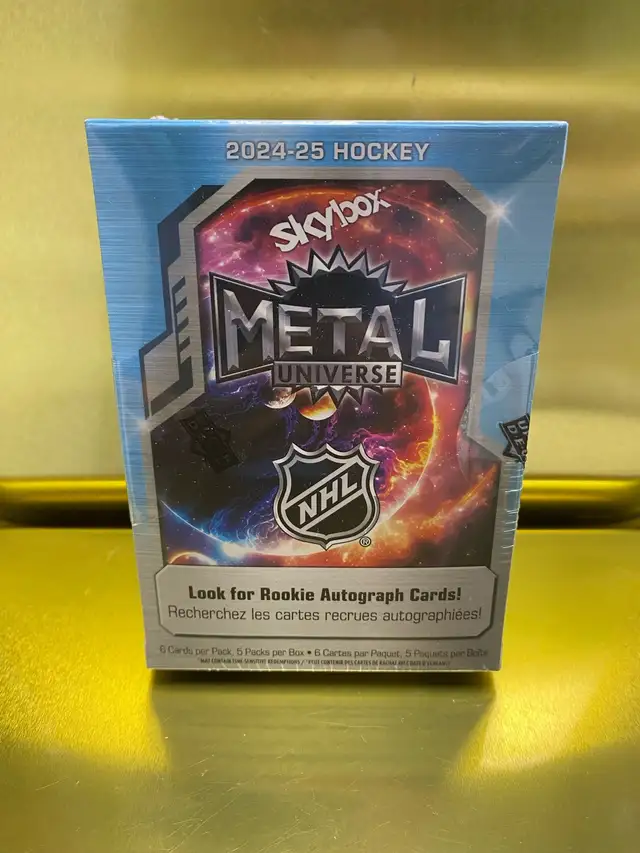 2024-25 HOCKEY
skybox
METAL
UNIVERSE
NHL
®
Look for Rookie Autograph Cards!
Recherchez les cartes recrues autographiées!
6 Cards per Pack, 5 Packs per Box • 6 Cartes par Paquet, 5 Paquets par Boîte